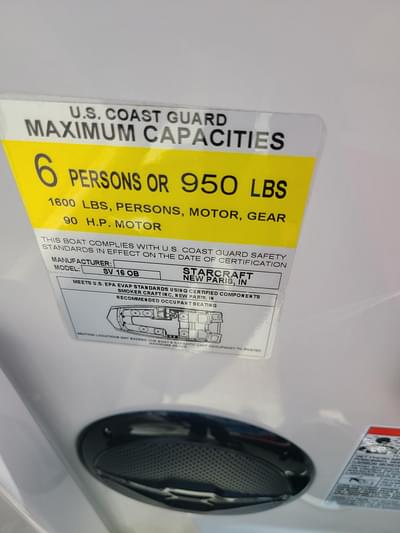 U.S. COAST GUARD
MAXIMUM CAPACITIES
6 PERSONS OR 950 LBS
1600 LBS, PERSONS, MOTOR, GEAR
90 H.P. MOTOR
THIS BOAT COMPLIES WITH U.S. COAST GUARD SAFETY
STANDARDS IN EFFECT ON THE DATE OF CERTIFICATION
MANUFACTURER: STARCRAFT
MODEL: SV 16 OB NEW PARIS, IN
MEETS U.S. EPA EVAP STANDARDS USING CERTIFIED COMPONENTS
SMOKER CRAFT INC, NEW PARIS, IN
RECOMMENDED OCCUPANT SEATING